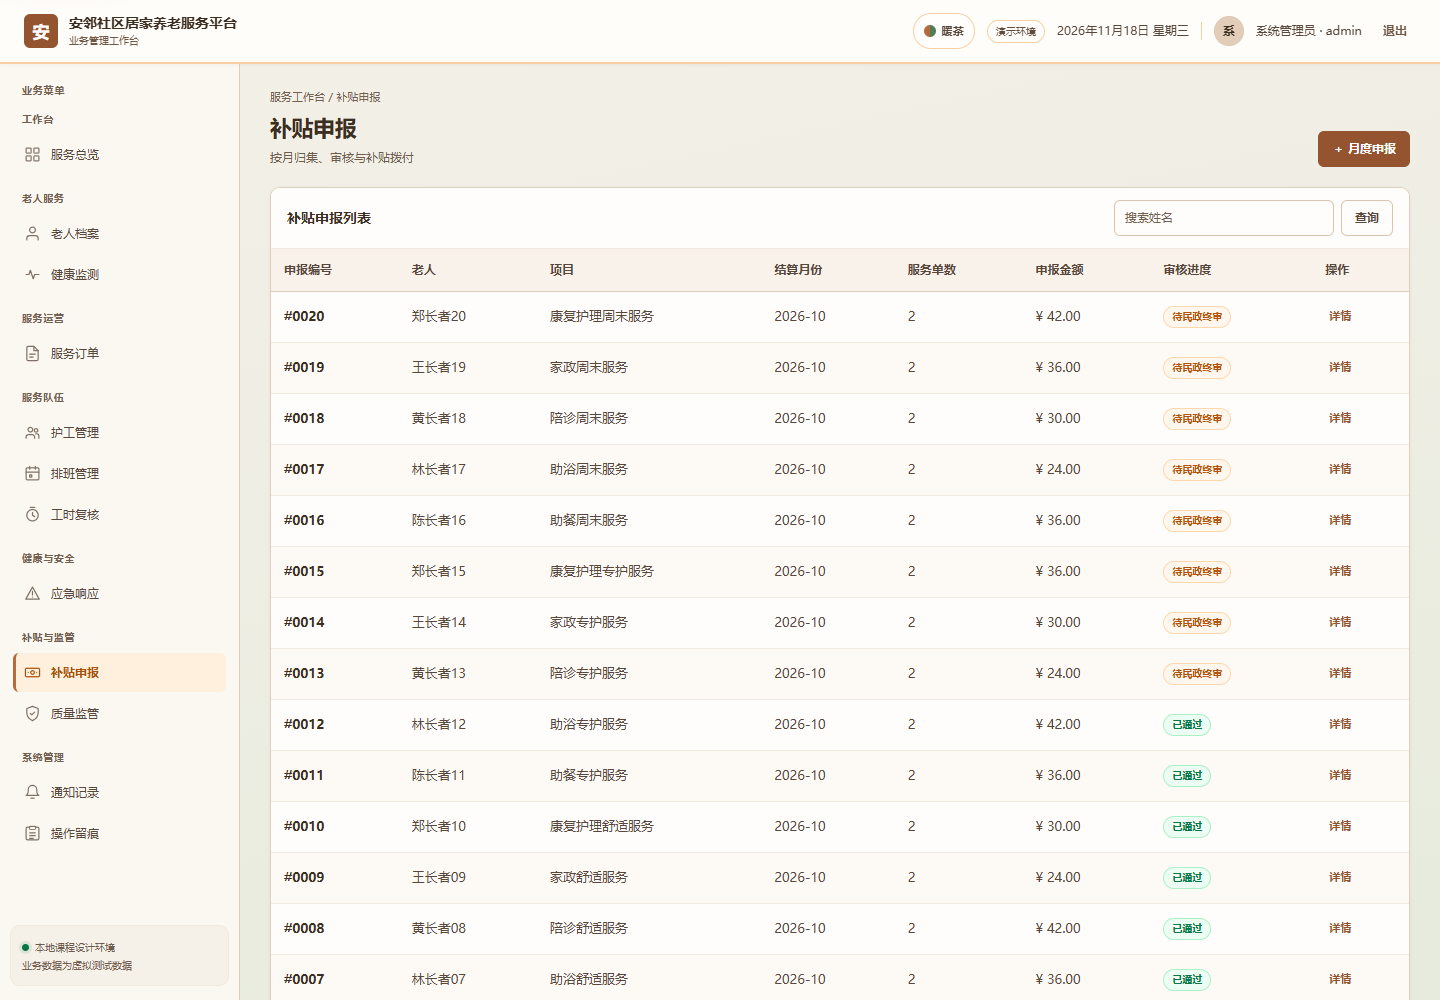 安
安邻社区居家养老服务平台
业务管理工作台
暖茶
演示环境
2026年11月18日 星期三
系
系统管理员 · admin
退出
业务菜单
工作台
服务总览
老人服务
老人档案
健康监测
服务运营
服务订单
服务队伍
护工管理
排班管理
工时复核
健康与安全
应急响应
补贴与监管
补贴申报
质量监管
系统管理
通知记录
操作留痕
本地课程设计环境
业务数据为虚拟测试数据
服务工作台 / 补贴申报
补贴申报
按月归集、审核与补贴拨付
+ 月度申报
补贴申报列表
搜索姓名
查询
申报编号 老人 项目 结算月份 服务单数 申报金额 审核进度 操作
#0020 郑长者20 康复护理周末服务 2026-10 2 ¥ 42.00 待民政终审 详情
#0019 王长者19 家政周末服务 2026-10 2 ¥ 36.00 待民政终审 详情
#0018 黄长者18 陪诊周末服务 2026-10 2 ¥ 30.00 待民政终审 详情
#0017 林长者17 助浴周末服务 2026-10 2 ¥ 24.00 待民政终审 详情
#0016 陈长者16 助餐周末服务 2026-10 2 ¥ 36.00 待民政终审 详情
#0015 郑长者15 康复护理专护服务 2026-10 2 ¥ 36.00 待民政终审 详情
#0014 王长者14 家政专护服务 2026-10 2 ¥ 30.00 待民政终审 详情
#0013 黄长者13 陪诊专护服务 2026-10 2 ¥ 24.00 待民政终审 详情
#0012 林长者12 助浴专护服务 2026-10 2 ¥ 42.00 已通过 详情
#0011 陈长者11 助餐专护服务 2026-10 2 ¥ 36.00 已通过 详情
#0010 郑长者10 康复护理舒适服务 2026-10 2 ¥ 30.00 已通过 详情
#0009 王长者09 家政舒适服务 2026-10 2 ¥ 24.00 已通过 详情
#0008 黄长者08 陪诊舒适服务 2026-10 2 ¥ 42.00 已通过 详情
#0007 林长者07 助浴舒适服务 2026-10 2 ¥ 36.00 已通过 详情